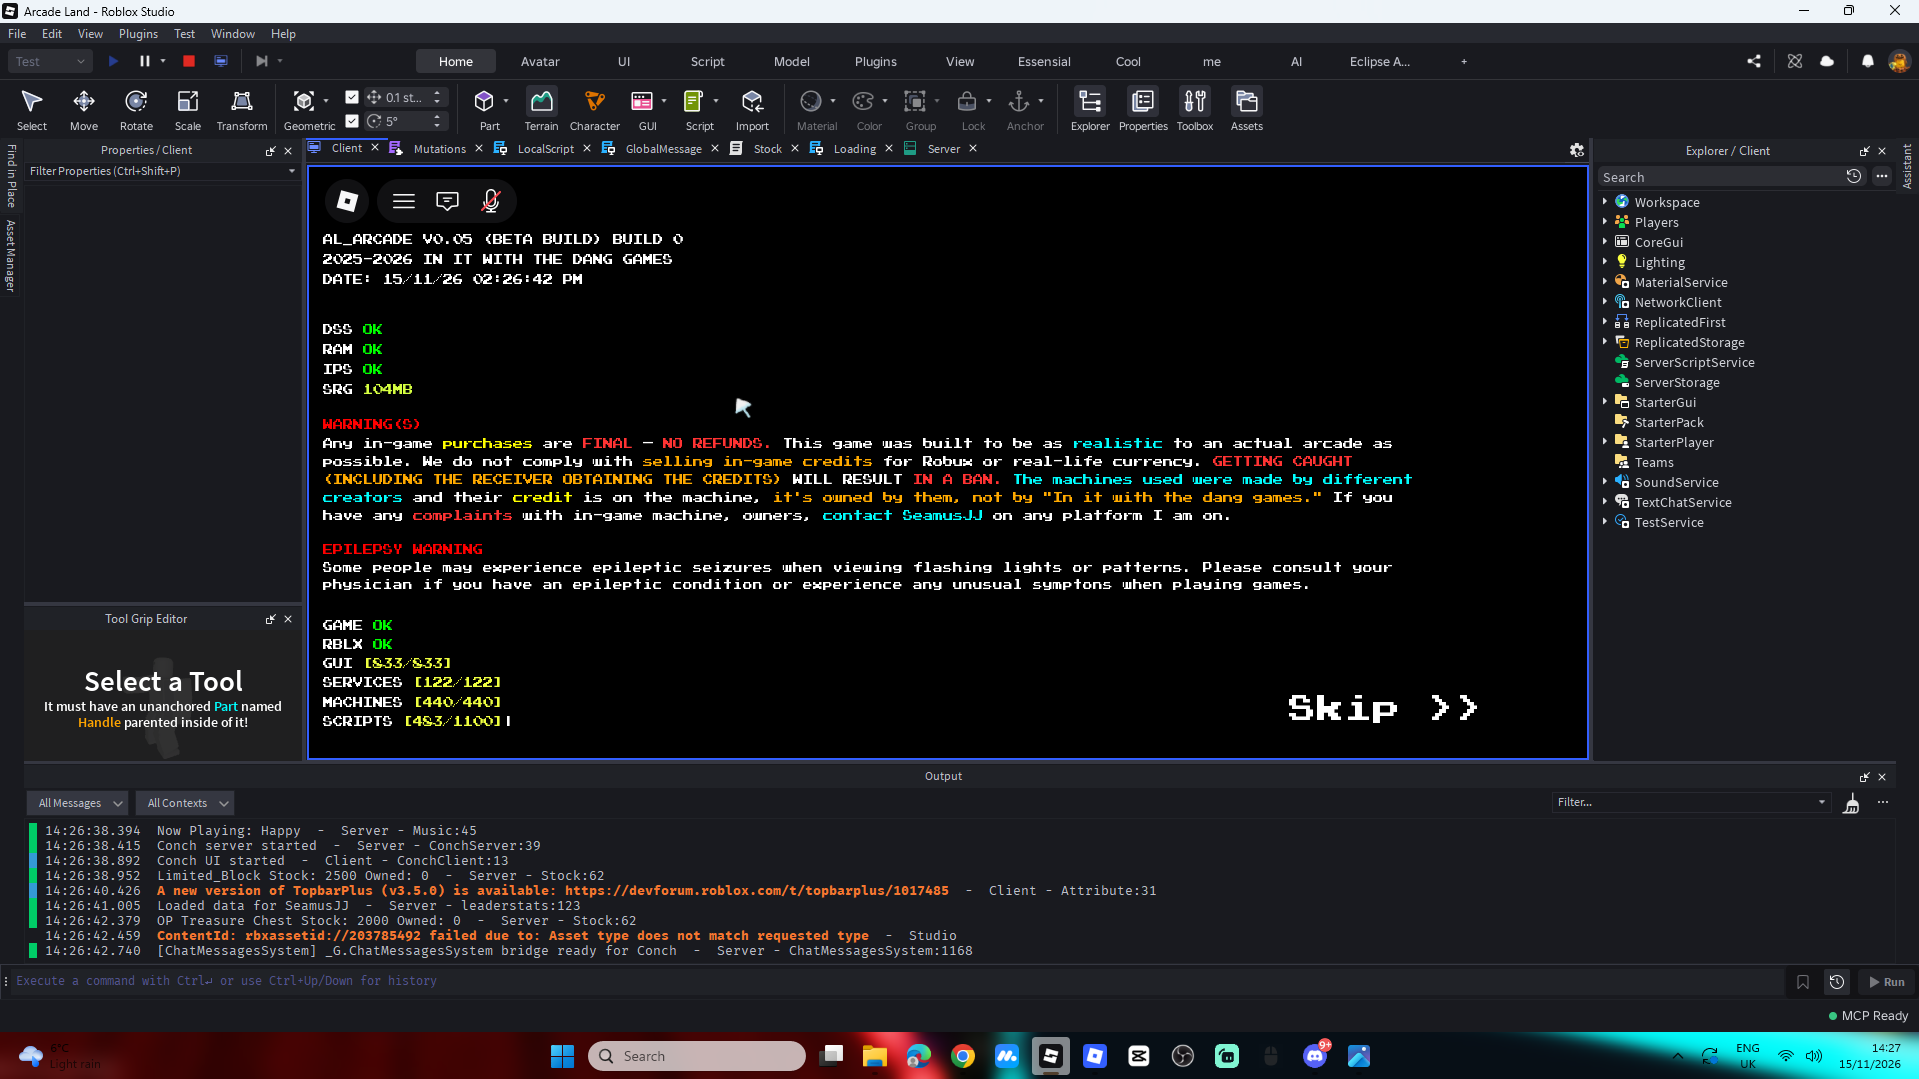 Arcade Land - Roblox Studio
File Edit View Plugins Test Window Help
Test
Home Avatar UI Script Model Plugins View Essensial Cool me AI Eclipse A... +
0.1 st...
5°
Select Move Rotate Scale Transform Geometric Part Terrain Character GUI Script Import Material Color Group Lock Anchor Explorer Properties Toolbox Assets
Find in Place
Asset Manager
Properties / Client
Filter Properties (Ctrl+Shift+P)
Client Mutations LocalScript GlobalMessage Stock Loading Server
AL_ARCADE V0.05 (BETA BUILD) BUILD 0
2025-2026 IN IT WITH THE DANG GAMES
DATE: 15/11/26 02:26:42 PM
DSS OK
RAM OK
IPS OK
SRG 104MB
WARNING(S)
Any in-game purchases are FINAL — NO REFUNDS. This game was built to be as realistic to an actual arcade as
possible. We do not comply with selling in-game credits for Robux or real-life currency. GETTING CAUGHT
(INCLUDING THE RECEIVER OBTAINING THE CREDITS) WILL RESULT IN A BAN. The machines used were made by different
creators and their credit is on the machine, it's owned by them, not by "In it with the dang games." If you
have any complaints with in-game machine, owners, contact SeamusJJ on any platform I am on.
EPILEPSY WARNING
Some people may experience epileptic seizures when viewing flashing lights or patterns. Please consult your
physician if you have an epileptic condition or experience any unusual symptons when playing games.
GAME OK
RBLX OK
GUI [833/833]
SERVICES [122/122]
MACHINES [440/440]
SCRIPTS [483/1100]|
Skip >>
Tool Grip Editor
Select a Tool
It must have an unanchored Part named
Handle parented inside of it!
Explorer / Client
Assistant
Search
Workspace
Players
CoreGui
Lighting
MaterialService
NetworkClient
ReplicatedFirst
ReplicatedStorage
ServerScriptService
ServerStorage
StarterGui
StarterPack
StarterPlayer
Teams
SoundService
TextChatService
TestService
Output
All Messages All Contexts Filter...
14:26:38.394 Now Playing: Happy - Server - Music:45
14:26:38.415 Conch server started - Server - ConchServer:39
14:26:38.892 Conch UI started - Client - ConchClient:13
14:26:38.952 Limited_Block Stock: 2500 Owned: 0 - Server - Stock:62
14:26:40.426 A new version of TopbarPlus (v3.5.0) is available: https://devforum.roblox.com/t/topbarplus/1017485 - Client - Attribute:31
14:26:41.005 Loaded data for SeamusJJ - Server - leaderstats:123
14:26:42.379 OP Treasure Chest Stock: 2000 Owned: 0 - Server - Stock:62
14:26:42.459 ContentId: rbxassetid://203785492 failed due to: Asset type does not match requested type - Studio
14:26:42.740 [ChatMessagesSystem] _G.ChatMessagesSystem bridge ready for Conch - Server - ChatMessagesSystem:1168
Execute a command with Ctrl↵ or use Ctrl+Up/Down for history
Run
MCP Ready
6°C
Light rain
Search
9+
ENG
UK
14:27
15/11/2026